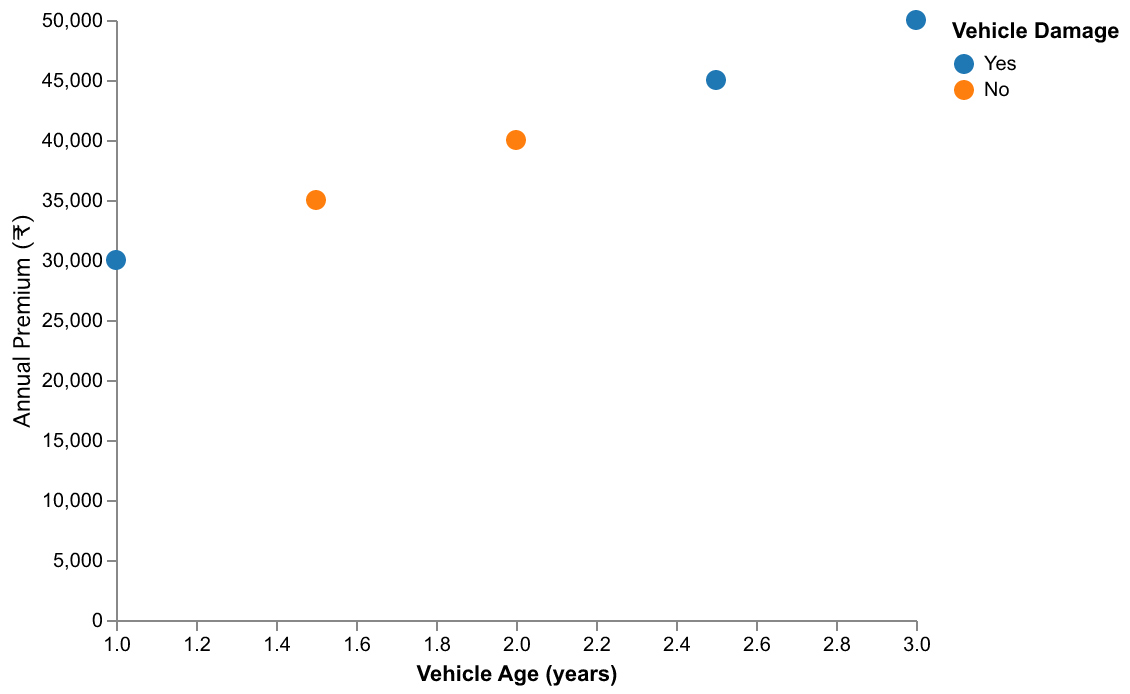 50,000
45,000
40,000
35,000
30,000
25,000
20,000
15,000
10,000
5,000
0
Annual Premium (₹)
1.0 1.2 1.4 1.6 1.8 2.0 2.2 2.4 2.6 2.8 3.0
Vehicle Age (years)
Vehicle Damage
Yes
No